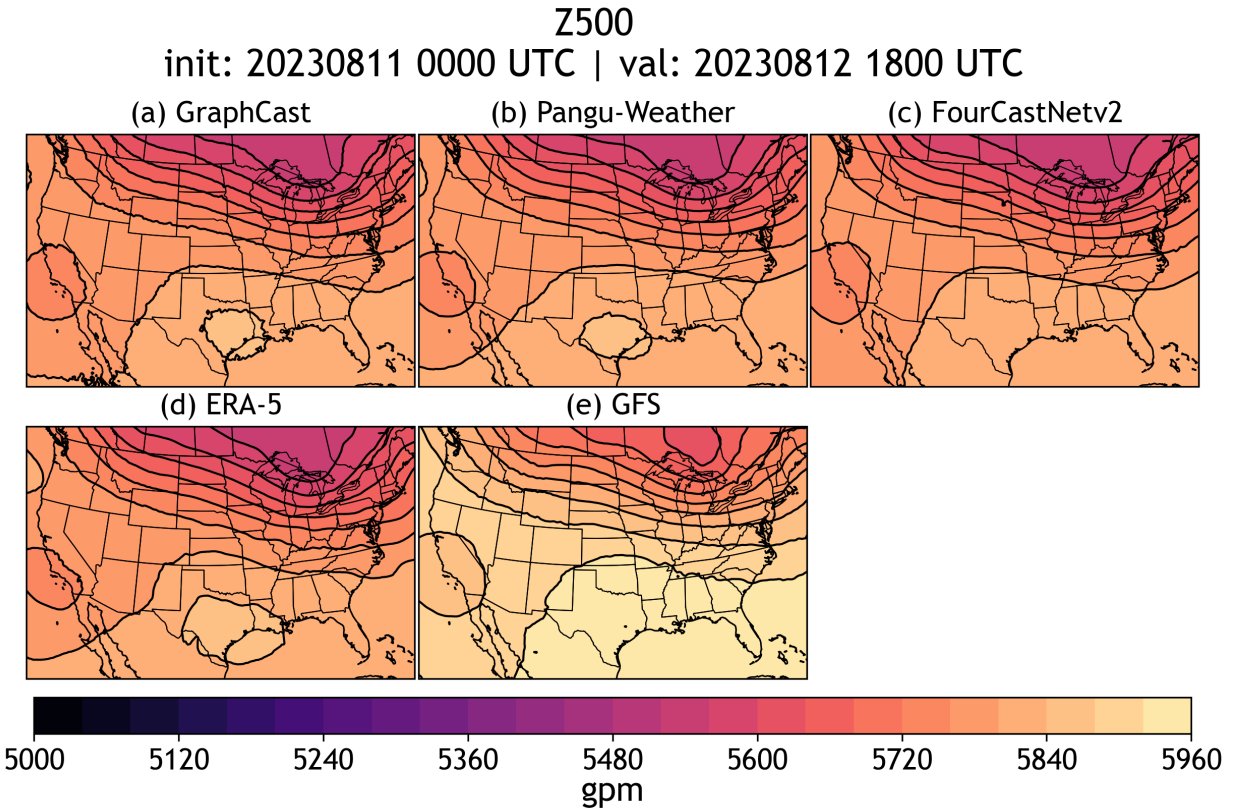 Z500
init: 20230811 0000 UTC | val: 20230812 1800 UTC
(a) GraphCast
(b) Pangu-Weather
(c) FourCastNetv2
(d) ERA-5
(e) GFS
5000 5120 5240 5360 5480 5600 5720 5840 5960
gpm